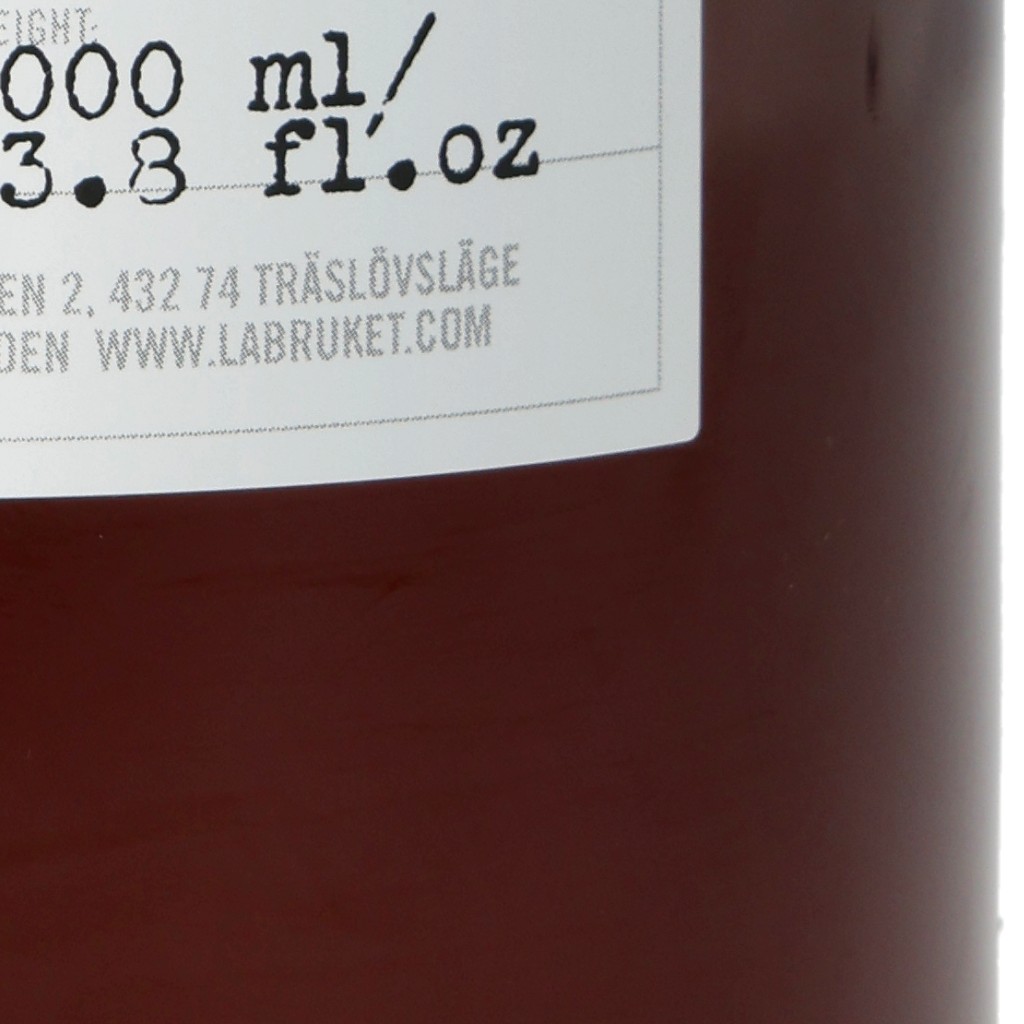 EIGHT:
000 ml/
3.8 fl.oz
EN 2, 432 74 TRÄSLÖVSLÄGE
DEN WWW.LABRUKET.COM